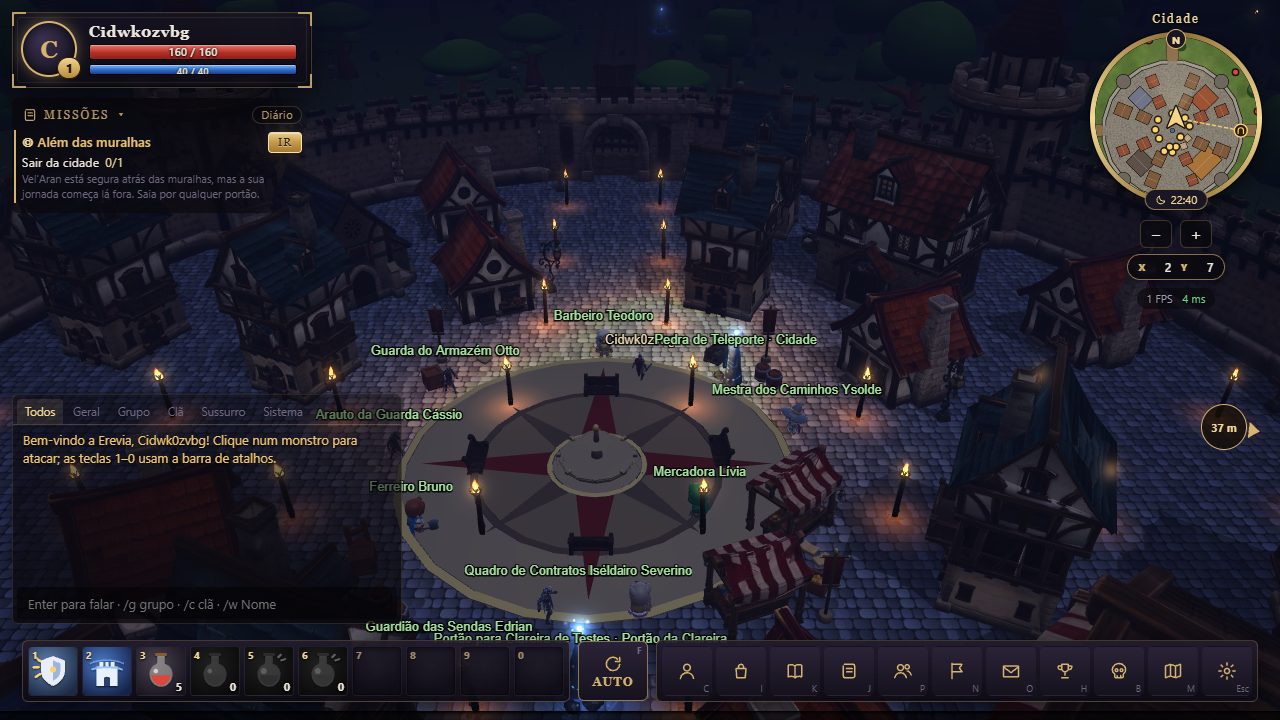 Cidwkozvbg
C
160 / 160
1
40 / 40
MISSÕES
Diário
Além das muralhas
IR
Sair da cidade 0/1
Vel'Aran está segura atrás das muralhas, mas a sua
jornada começa lá fora. Saia por qualquer portão.
Cidade
N
22:40
− +
X 2 Y 7
1 FPS 4 ms
37 m
Barbeiro Teodoro
Cidwk0z
Pedra de Teleporte · Cidade
Guarda do Armazém Otto
Mestra dos Caminhos Ysolde
Arauto da Guarda Cássio
Mercadora Lívia
Ferreiro Bruno
Quadro de Contratos
Severino
Guardião das Sendas Edrian
Portão para Clareira de Testes · Portão da Clareira
Todos Geral Grupo Clã Sussurro Sistema
Bem-vindo a Erevia, Cidwk0zvbg! Clique num monstro para
atacar; as teclas 1–0 usam a barra de atalhos.
Enter para falar · /g grupo · /c clã · /w Nome
1 2 3 5 4 0 5 0 6 0 7 8 9 0
F
AUTO
C I K J P N O H B M Esc